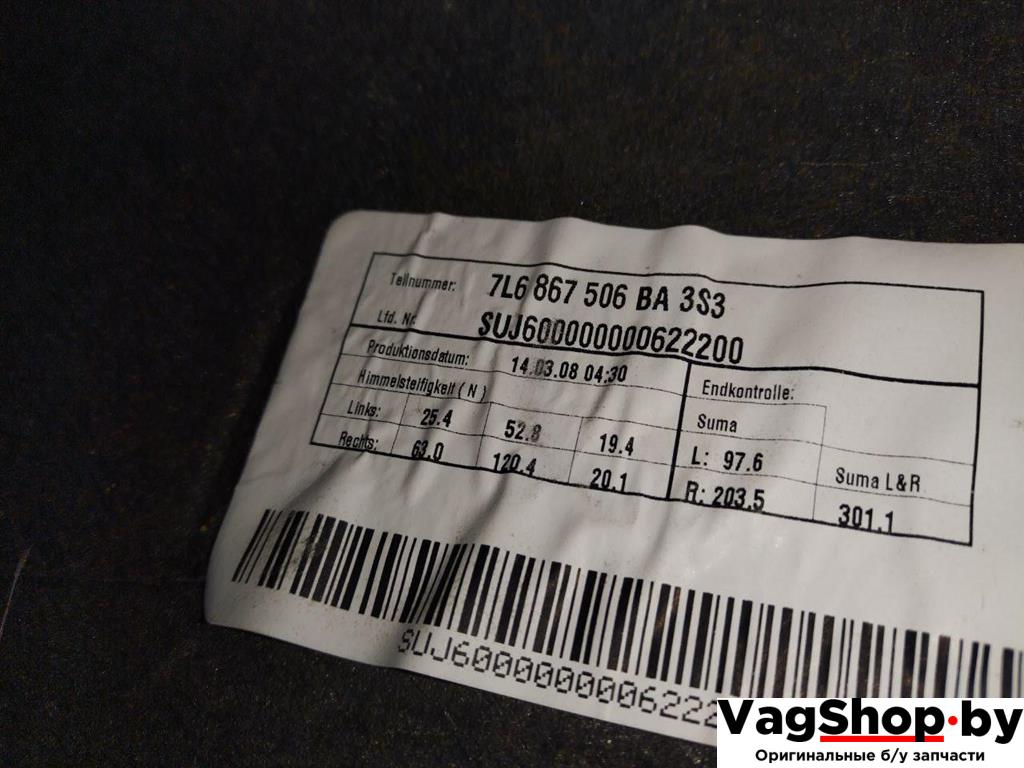 Teilnummer: 7L6 867 506 BA 3S3
Lfd. Nr. SUJ600000000622200
Produktionsdatum: 14.03.08 04:30
Himmelsteifigkeit ( N )
Links: 25.4 52.8 19.4
Rechts: 63.0 120.4 20.1
Endkontrolle:
Suma
L: 97.6 Suma L&R
R: 203.5 301.1
SUJ600000000622
VagShop.by
Оригинальные б/у запчасти